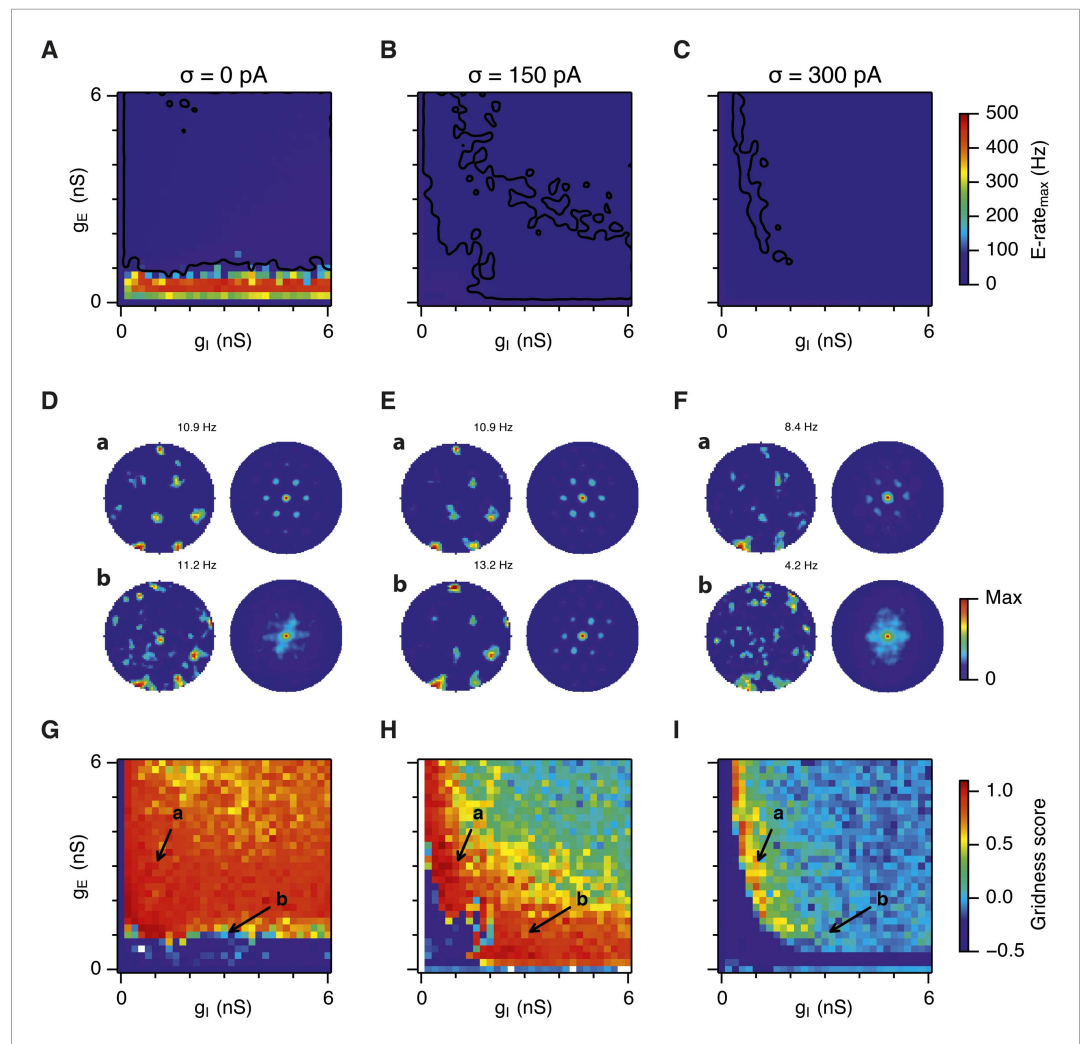 A
B
C
σ = 0 pA
σ = 150 pA
σ = 300 pA
6
0
gE (nS)
0
6
gI (nS)
0
6
gI (nS)
0
6
gI (nS)
500
400
300
200
100
0
E-ratemax (Hz)
D
E
F
10.9 Hz
10.9 Hz
8.4 Hz
a
a
a
11.2 Hz
13.2 Hz
4.2 Hz
b
b
b
Max
0
G
H
I
6
0
gE (nS)
a
b
0
6
gI (nS)
a
b
0
6
gI (nS)
a
b
0
6
gI (nS)
1.0
0.5
0.0
−0.5
Gridness score